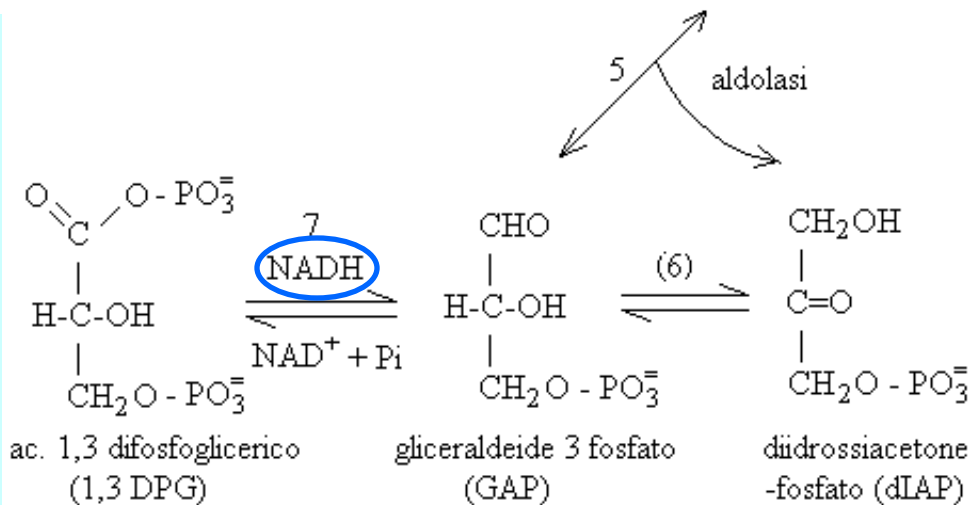 5
aldolasi
O O - PO₃⁼
C
H-C-OH
CH₂O - PO₃⁼
7
NADH
NAD⁺ + Pi
CHO
H-C-OH
CH₂O - PO₃⁼
(6)
CH₂OH
C=O
CH₂O - PO₃⁼
ac. 1,3 difosfoglicerico
(1,3 DPG)
gliceraldeide 3 fosfato
(GAP)
diidrossiacetone
-fosfato (dIAP)